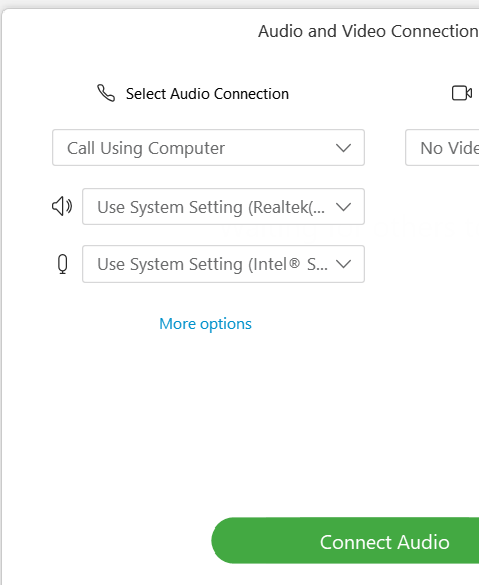 Audio and Video Connection
Select Audio Connection
Call Using Computer
No Vide
Use System Setting (Realtek(...
Use System Setting (Intel® S...
More options
Connect Audio